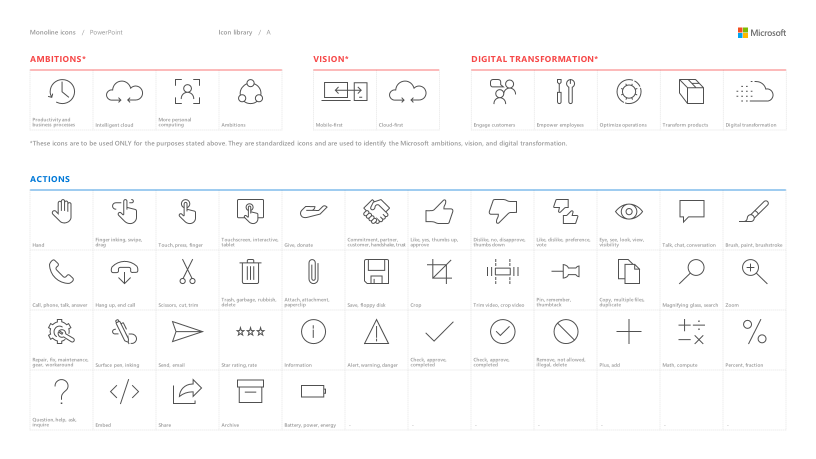 Monoline icons / PowerPoint
Icon library / A
Microsoft
AMBITIONS*
VISION*
DIGITAL TRANSFORMATION*
Productivity and
business processes
Intelligent cloud
More personal
computing
Ambitions
Mobile-first
Cloud-first
Engage customers
Empower employees
Optimize operations
Transform products
Digital transformation
*These icons are to be used ONLY for the purposes stated above. They are standardized icons and are used to identify the Microsoft ambitions, vision, and digital transformation.
ACTIONS
Hand
Finger inking, swipe,
drag
Touch, press, finger
Touchscreen, interactive,
tablet
Give, donate
Commitment, partner,
customer, handshake, trust
Like, yes, thumbs up,
approve
Dislike, no, disapprove,
thumbs down
Like, dislike, preference,
vote
Eye, see, look, view,
visibility
Talk, chat, conversation
Brush, paint, brushstroke
Call, phone, talk, answer
Hang up, end call
Scissors, cut, trim
Trash, garbage, rubbish,
delete
Attach, attachment,
paperclip
Save, floppy disk
Crop
Trim video, crop video
Pin, remember,
thumbtack
Copy, multiple files,
duplicate
Magnifying glass, search
Zoom
Repair, fix, maintenance,
gear, workaround
Surface pen, inking
Send, email
Star rating, rate
Information
Alert, warning, danger
Check, approve,
completed
Check, approve,
completed
Remove, not allowed,
illegal, delete
Plus, add
Math, compute
Percent, fraction
Question, help, ask,
inquire
Embed
Share
Archive
Battery, power, energy